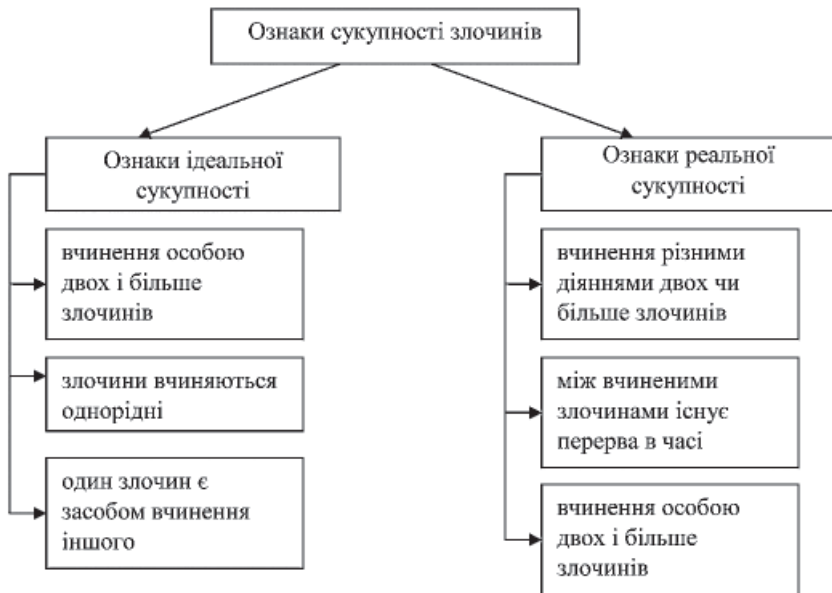 Ознаки сукупності злочинів
Ознаки ідеальної
сукупності
вчинення особою
двох і більше
злочинів
злочини вчиняються
однорідні
один злочин є
засобом вчинення
іншого
Ознаки реальної
сукупності
вчинення різними
діяннями двох чи
більше злочинів
між вчиненими
злочинами існує
перерва в часі
вчинення особою
двох і більше
злочинів